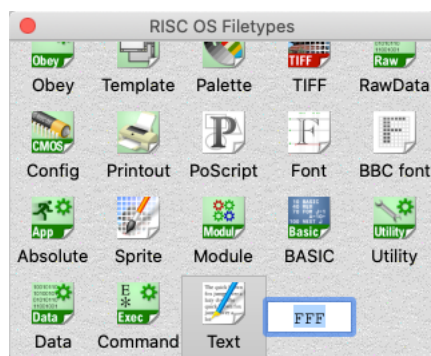 RISC OS Filetypes
Obey TIFF Raw
Obey Template Palette TIFF RawData
CMOS
Config Printout PoScript Font BBC font
App Modul Basic Utility
Absolute Sprite Module BASIC Utility
Data Exec FFF
Data Command Text